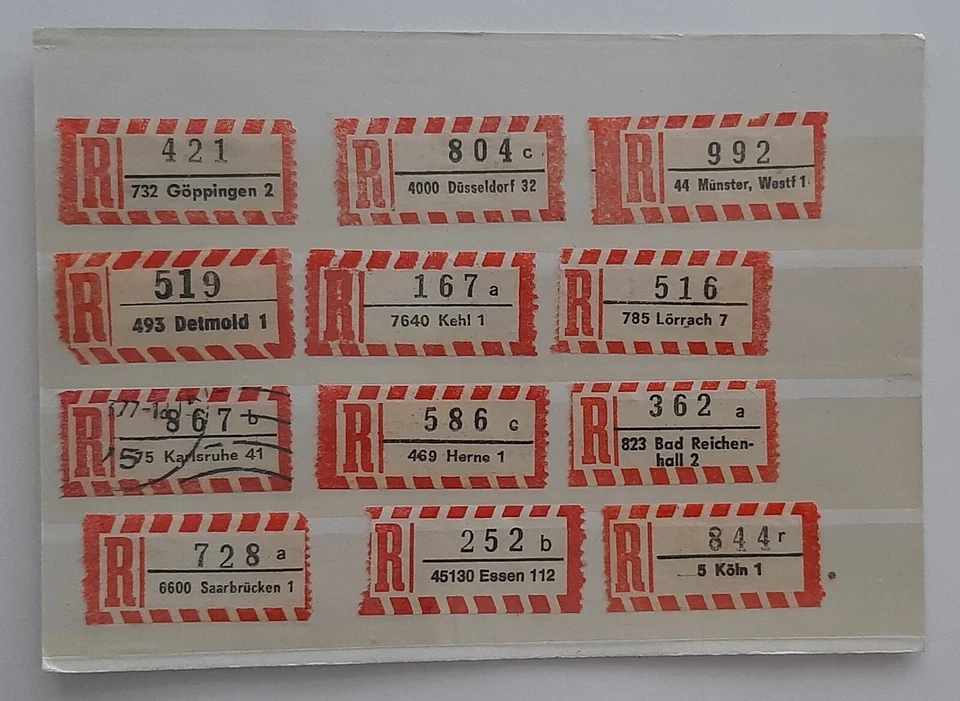 R 421
732 Göppingen 2
R 804 c
4000 Düsseldorf 32
R 992
44 Münster, Westf 1
R 519
493 Detmold 1
R 167 a
7640 Kehl 1
R 516
785 Lörrach 7
R 867 b
75 Karlsruhe 41
R 586 c
469 Herne 1
R 362 a
823 Bad Reichen-
hall 2
R 728 a
6600 Saarbrücken 1
R 252 b
45130 Essen 112
R 844 r
5 Köln 1